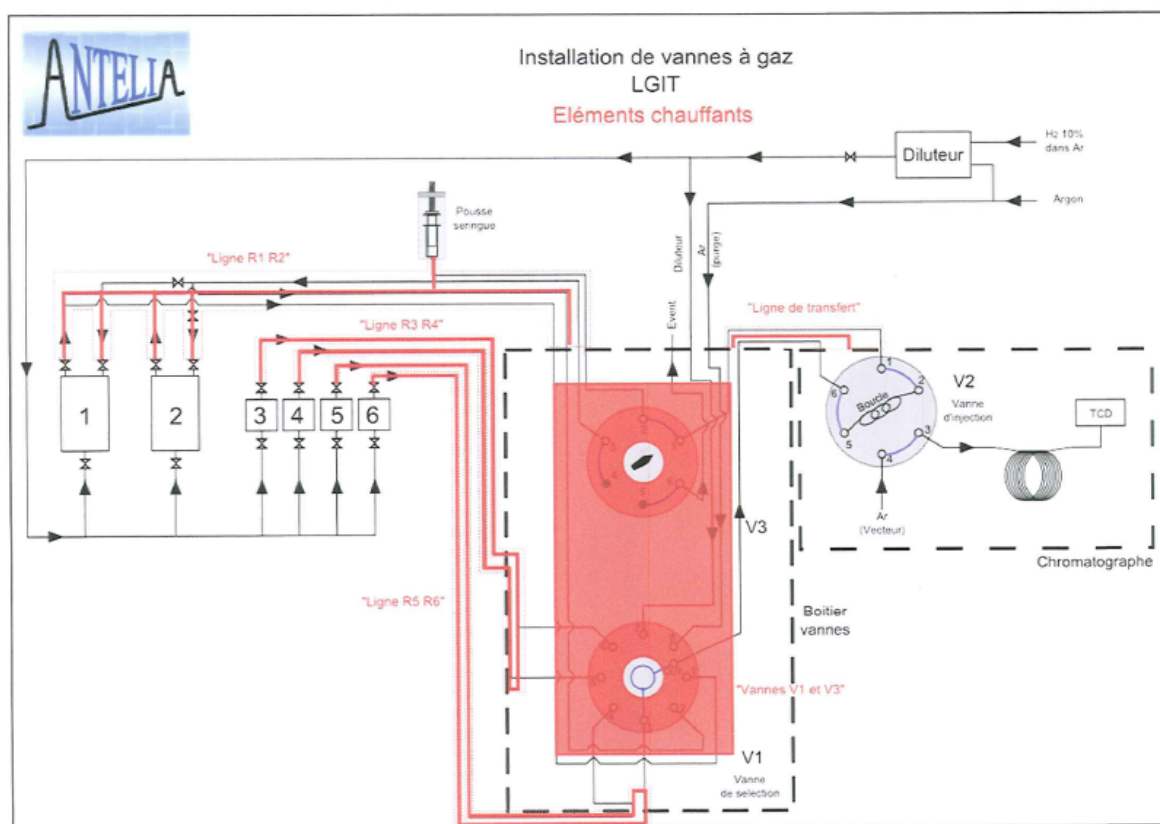 ANTELIA
Installation de vannes à gaz
LGIT
Eléments chauffants
H2 10%
dans Ar
Diluteur
Argon
Pousse
seringue
"Ligne R1 R2"
Diluteur
Ar
(purge)
Event
"Ligne de transfert"
"Ligne R3 R4"
1
2
3
4
5
6
1
2
3
4
5
6
Boucle
V2
Vanne
d'injection
TCD
Ar
(Vecteur)
Chromatographe
V3
"Ligne R5 R6"
Boitier
vannes
"Vannes V1 et V3"
V1
Vanne
de selection